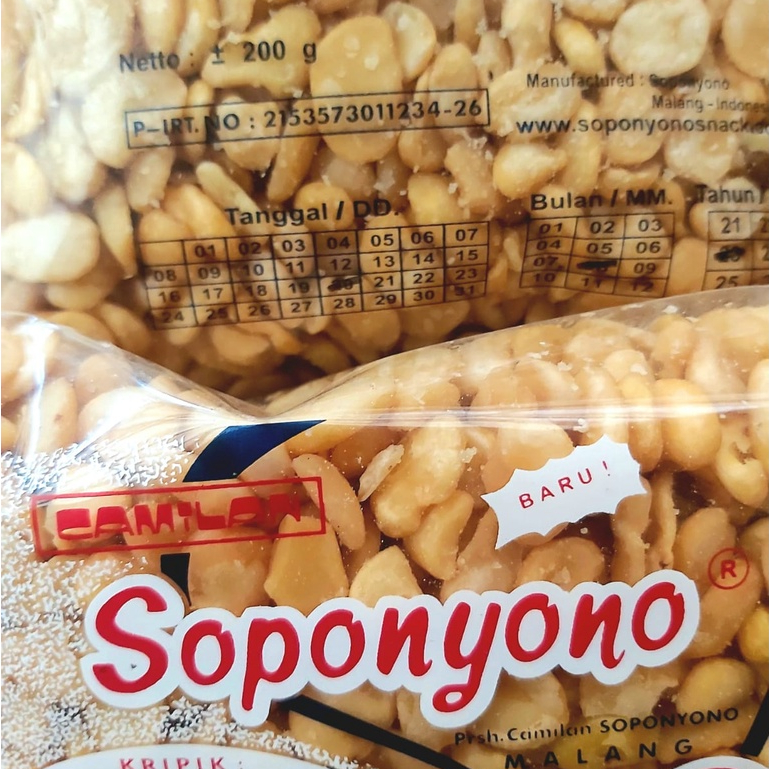 Netto : ± 200 g
P-IRT. NO : 2153573011234-26
Manufactured : Soponyono
Malang - Indones
www.soponyonosnack.
Tanggal / DD.
01 02 03 04 05 06 07
08 09 10 11 12 13 14 15
16 17 18 19 21 22 23
24 25 26 27 28 29 30 31
Bulan / MM.
01 02 03
04 05 06
07 09
10 11 12
Tahun /
21
25
CAMILAN
BARU!
Soponyono ®
Prsh. Camilan SOPONYONO
MALANG
KRIPIK :